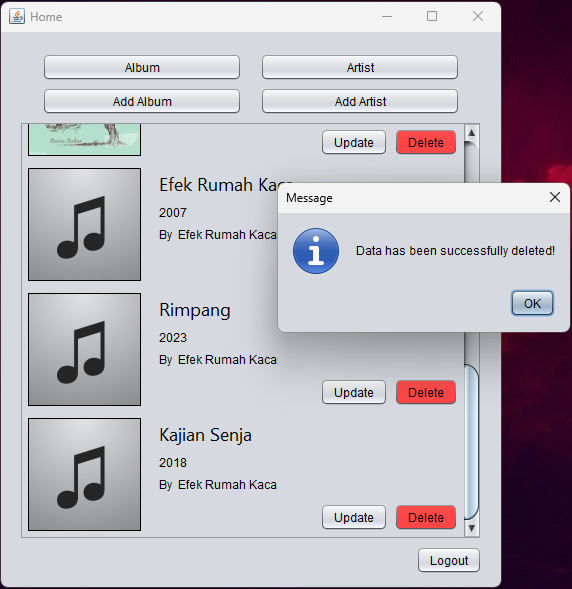 Home
Album
Artist
Add Album
Add Artist
Update
Delete
Efek Rumah Kaca
2007
By Efek Rumah Kaca
Message
Data has been successfully deleted!
OK
Rimpang
2023
By Efek Rumah Kaca
Update
Delete
Kajian Senja
2018
By Efek Rumah Kaca
Update
Delete
Logout